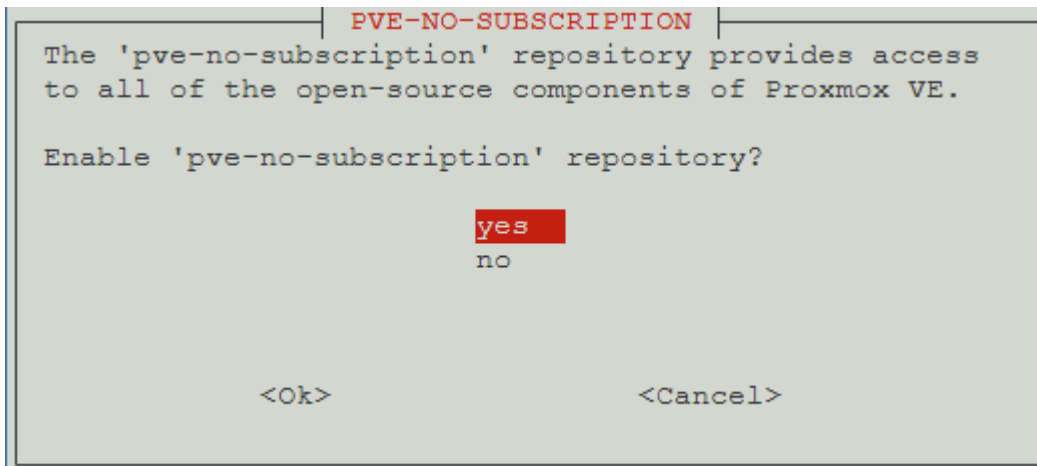 PVE-NO-SUBSCRIPTION
The 'pve-no-subscription' repository provides access
to all of the open-source components of Proxmox VE.
Enable 'pve-no-subscription' repository?
yes
no
<Ok> <Cancel>